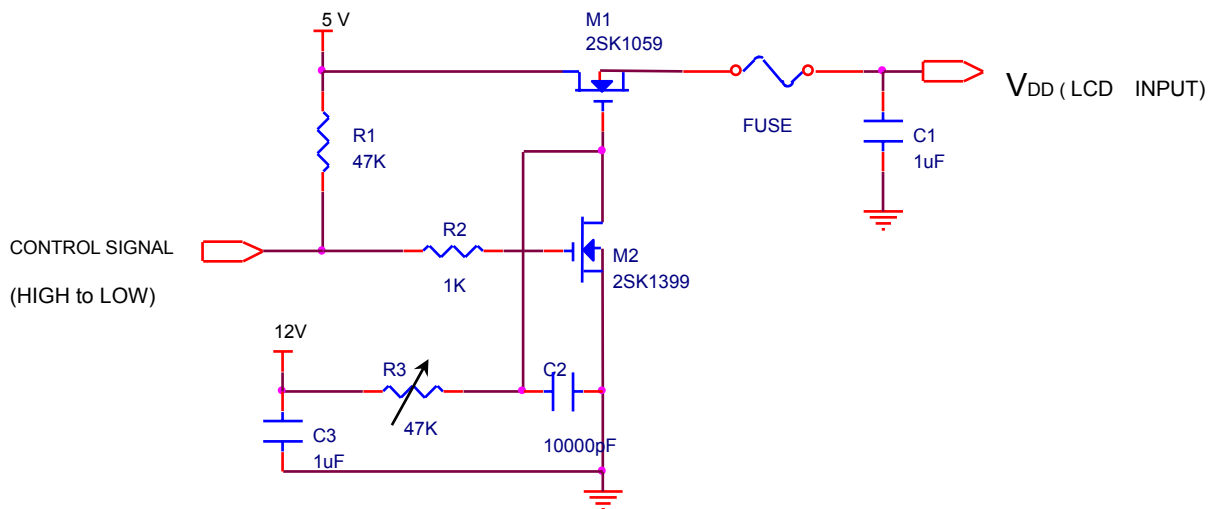 5 V
M1
2SK1059
VDD ( LCD INPUT)
FUSE
R1
47K
C1
1uF
CONTROL SIGNAL
(HIGH to LOW)
R2
1K
M2
2SK1399
12V
R3
47K
C2
10000pF
C3
1uF